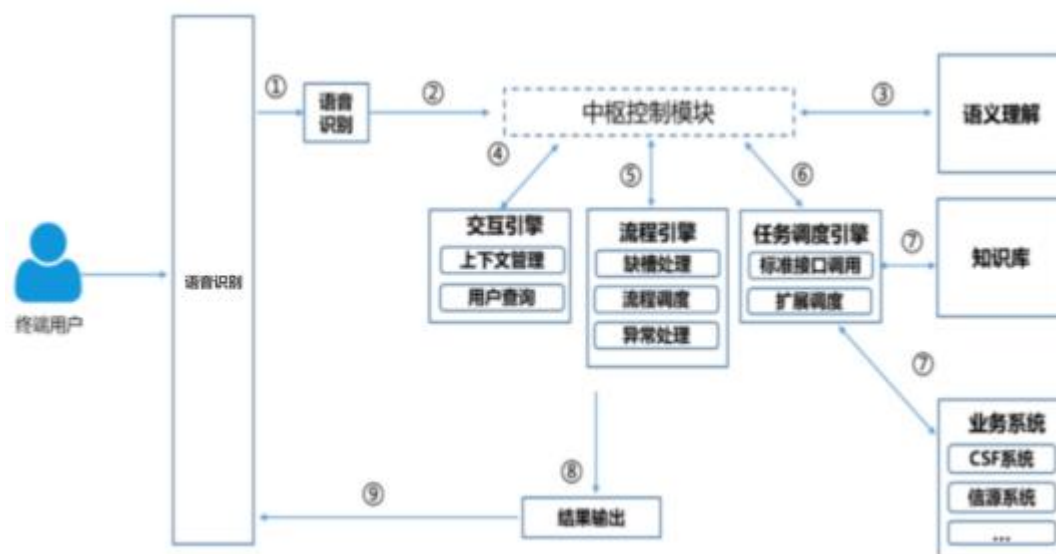 ①
语音
识别
②
中枢控制模块
③
语义理解
④
⑤
⑥
交互引擎
上下文管理
用户查询
流程引擎
缺槽处理
流程调度
异常处理
任务调度引擎
标准接口调用
扩展调度
⑦
知识库
终端用户
语音识别
⑦
业务系统
CSF系统
信源系统
...
⑧
结果输出
⑨